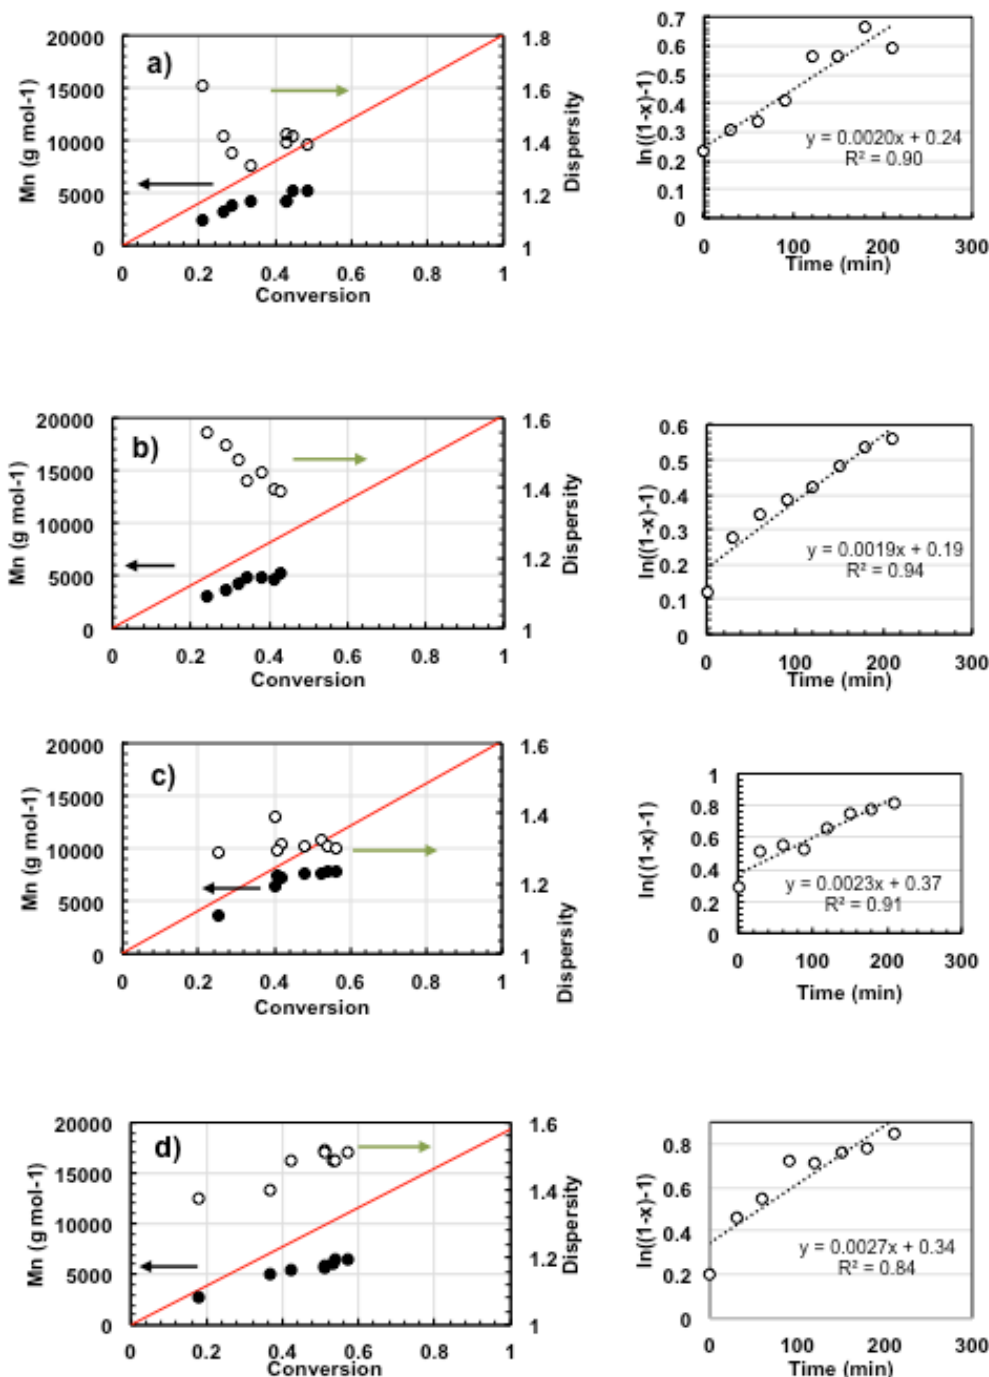 a)
20000
15000
10000
5000
0
Mn (g mol-1)
0 0.2 0.4 0.6 0.8 1
Conversion
1.8
1.6
1.4
1.2
1
Dispersity
0.7
0.6
0.5
0.4
0.3
0.2
0.1
0
ln((1-x)-1)
y = 0.0020x + 0.24
R² = 0.90
0 100 200 300
Time (min)
b)
20000
15000
10000
5000
0
Mn (g mol-1)
0 0.2 0.4 0.6 0.8 1
Conversion
1.6
1.4
1.2
1
Dispersity
0.6
0.5
0.4
0.3
0.2
0.1
0
ln((1-x)-1)
y = 0.0019x + 0.19
R² = 0.94
0 100 200 300
Time (min)
c)
20000
15000
10000
5000
0
Mn (g mol-1)
0 0.2 0.4 0.6 0.8 1
Conversion
1.6
1.4
1.2
1
Dispersity
1
0.8
0.6
0.4
0.2
0
ln((1-x)-1)
y = 0.0023x + 0.37
R² = 0.91
0 100 200 300
Time (min)
d)
20000
15000
10000
5000
0
Mn (g mol-1)
0 0.2 0.4 0.6 0.8 1
Conversion
1.6
1.4
1.2
1
Dispersity
0.8
0.6
0.4
0.2
0
ln((1-x)-1)
y = 0.0027x + 0.34
R² = 0.84
0 100 200 300
Time (min)